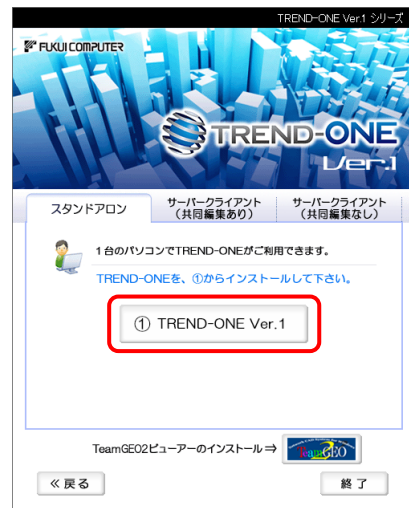 TREND-ONE Ver.1 シリーズ
FUKUI COMPUTER
TREND-ONE
Ver.1
スタンドアロン
サーバークライアント
（共同編集あり）
サーバークライアント
（共同編集なし）
1台のパソコンでTREND-ONEがご利用できます。
TREND-ONEを、①からインストールして下さい。
① TREND-ONE Ver.1
TeamGEO2ビューアーのインストール⇒
TeamGEO
≪戻る
終了